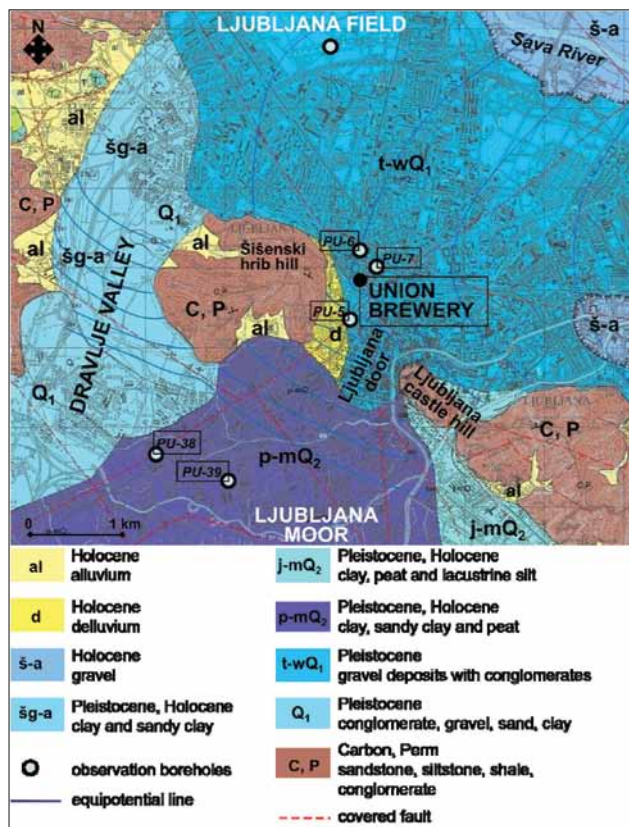 LJUBLJANA FIELD
N
š-a
Sava River
al
šg-a
t-wQ₁
C, P
Q₁
al
LJUBLJANA
PU-6
Šišenski
hrib hill
PU-7
al
šg-a
UNION
BREWERY
C, P
PU-5
al
d
š-a
DRAVLJE VALLEY
Ljubljana
door
Q₁
Ljubljana
castle hill
LJUBLJANA
C, P
PU-38
p-mQ₂
PU-39
al
0 1 km
LJUBLJANA
MOOR
j-mQ₂
al Holocene
alluvium
d Holocene
delluvium
š-a Holocene
gravel
šg-a Pleistocene, Holocene
clay and sandy clay
observation boreholes
equipotential line
j-mQ₂ Pleistocene, Holocene
clay, peat and lacustrine silt
p-mQ₂ Pleistocene, Holocene
clay, sandy clay and peat
t-wQ₁ Pleistocene
gravel deposits with conglomerates
Q₁ Pleistocene
conglomerate, gravel, sand, clay
C, P Carbon, Perm
sandstone, siltstone, shale,
conglomerate
covered fault